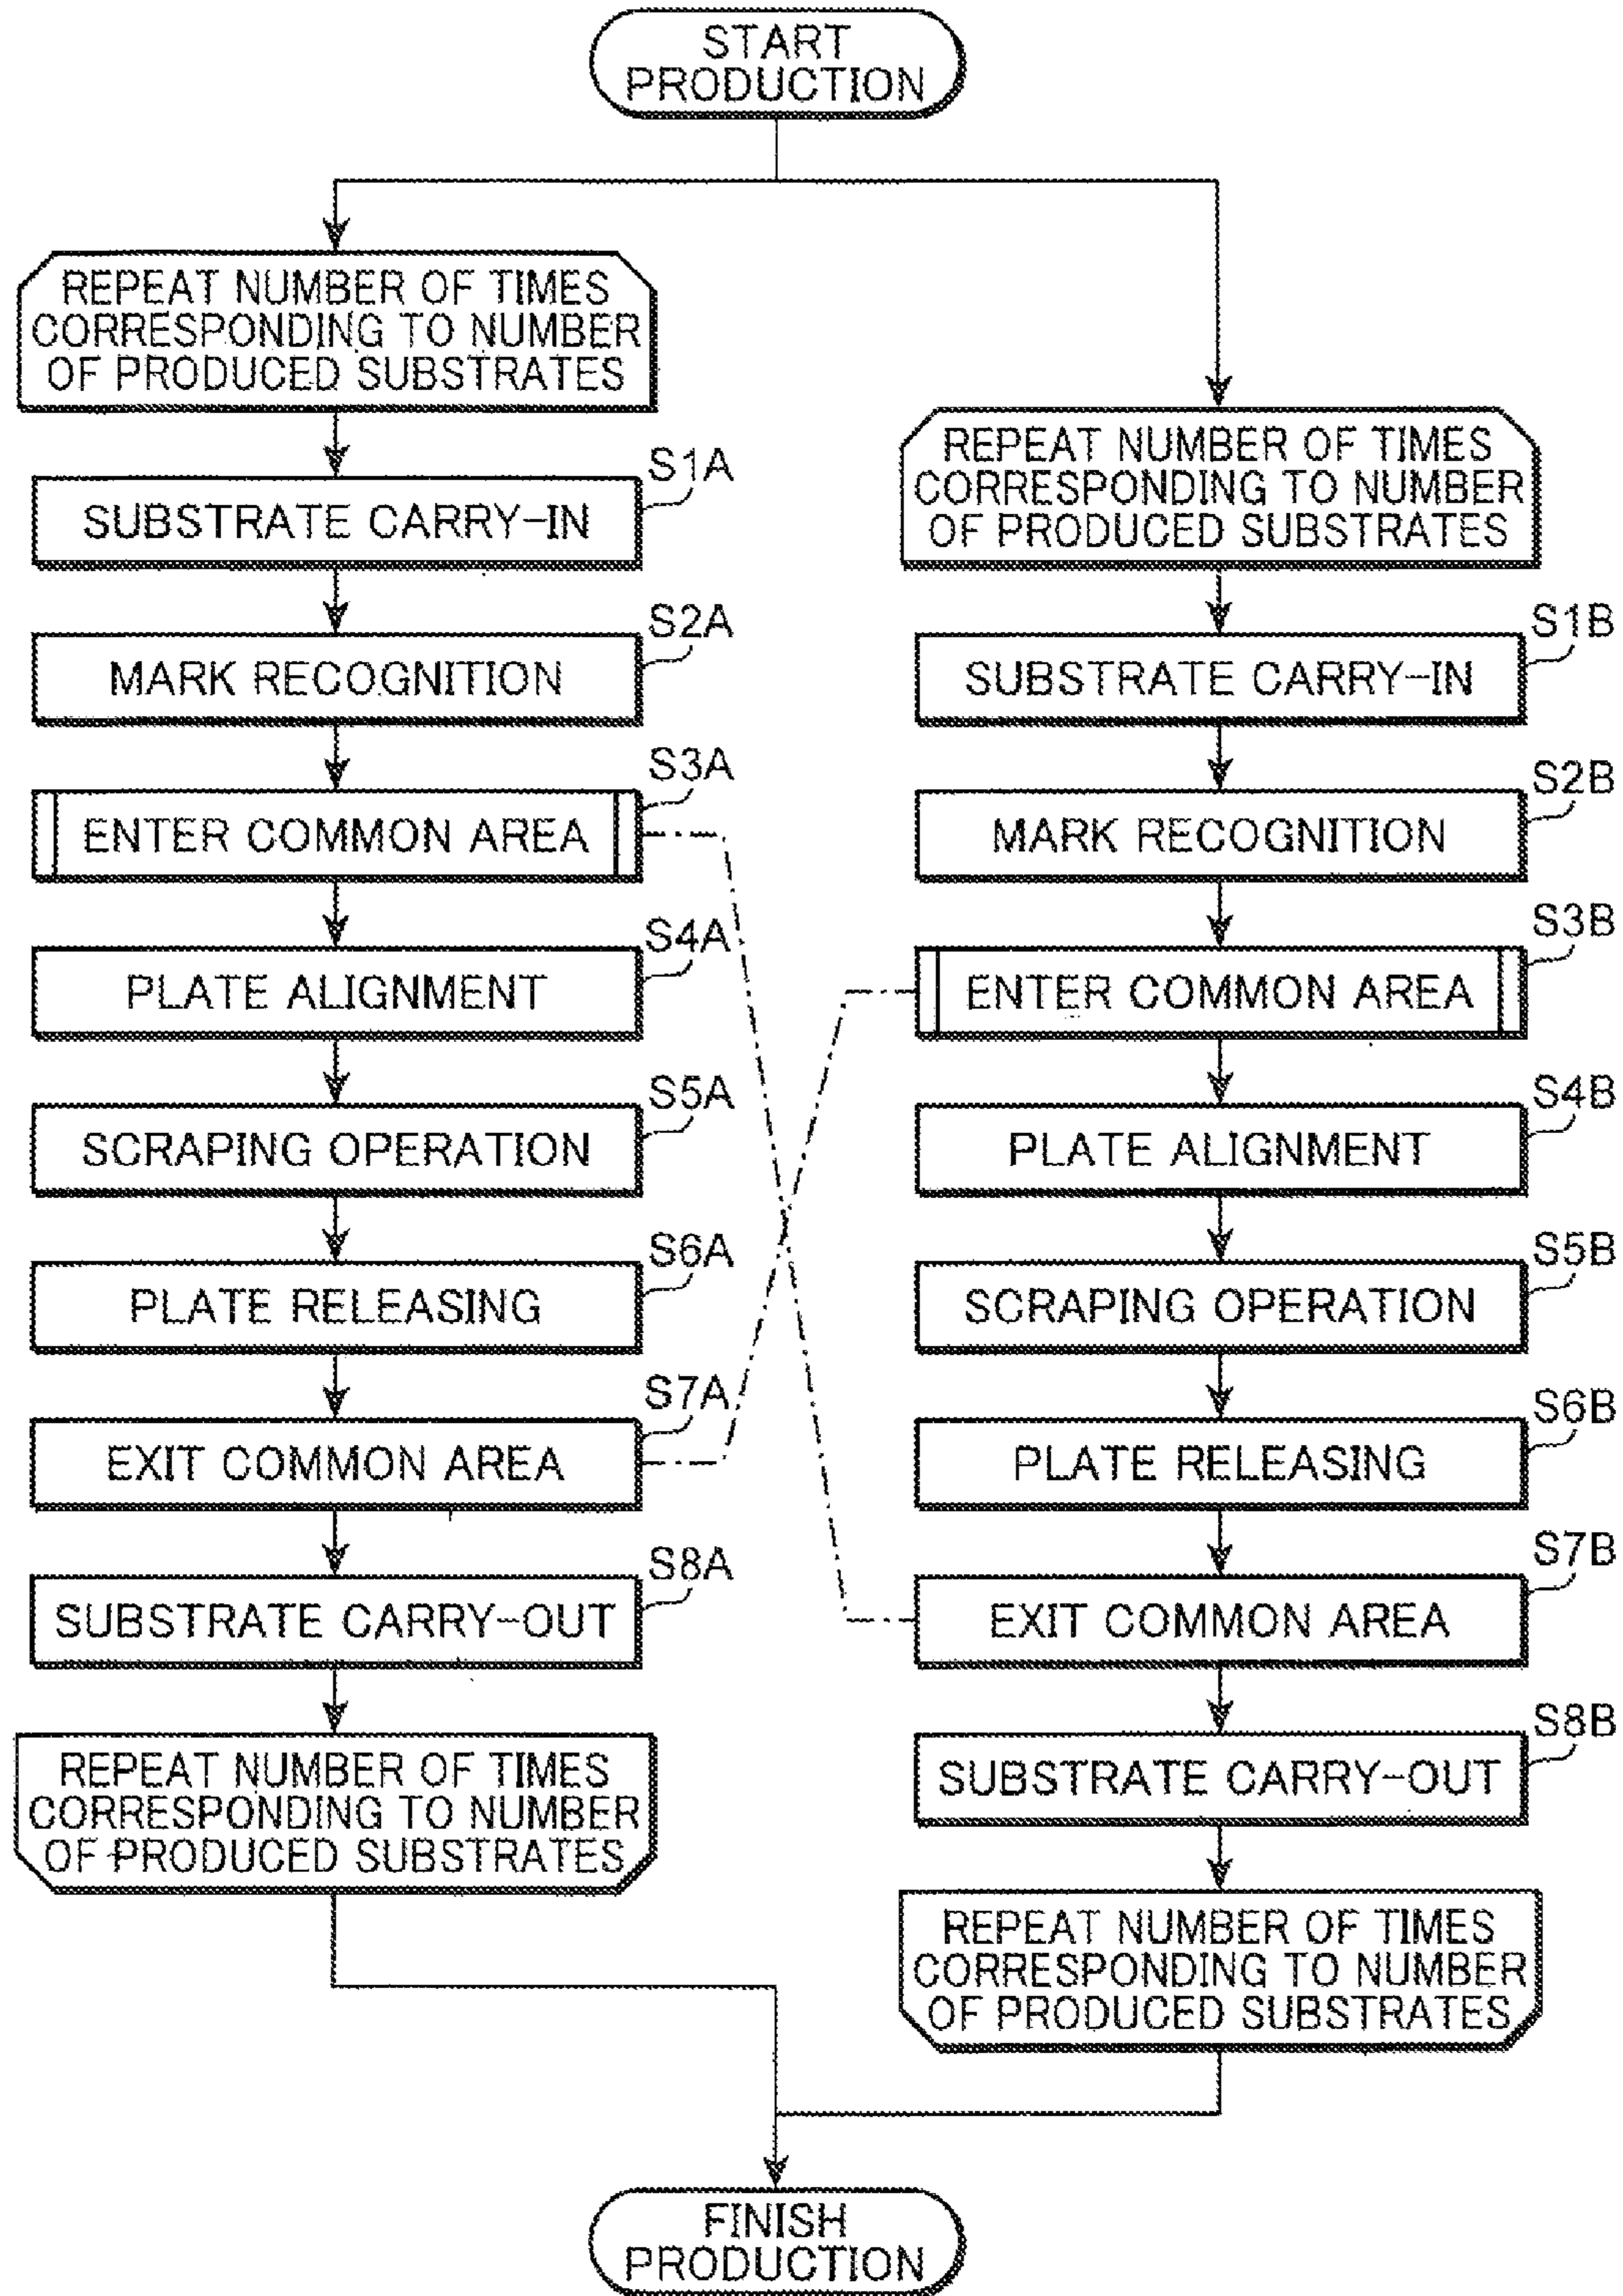 START
PRODUCTION
REPEAT NUMBER OF TIMES
CORRESPONDING TO NUMBER
OF PRODUCED SUBSTRATES
S1A
SUBSTRATE CARRY-IN
S2A
MARK RECOGNITION
S3A
ENTER COMMON AREA
S4A
PLATE ALIGNMENT
S5A
SCRAPING OPERATION
S6A
PLATE RELEASING
S7A
EXIT COMMON AREA
S8A
SUBSTRATE CARRY-OUT
REPEAT NUMBER OF TIMES
CORRESPONDING TO NUMBER
OF PRODUCED SUBSTRATES
REPEAT NUMBER OF TIMES
CORRESPONDING TO NUMBER
OF PRODUCED SUBSTRATES
S1B
SUBSTRATE CARRY-IN
S2B
MARK RECOGNITION
S3B
ENTER COMMON AREA
S4B
PLATE ALIGNMENT
S5B
SCRAPING OPERATION
S6B
PLATE RELEASING
S7B
EXIT COMMON AREA
S8B
SUBSTRATE CARRY-OUT
REPEAT NUMBER OF TIMES
CORRESPONDING TO NUMBER
OF PRODUCED SUBSTRATES
FINISH
PRODUCTION